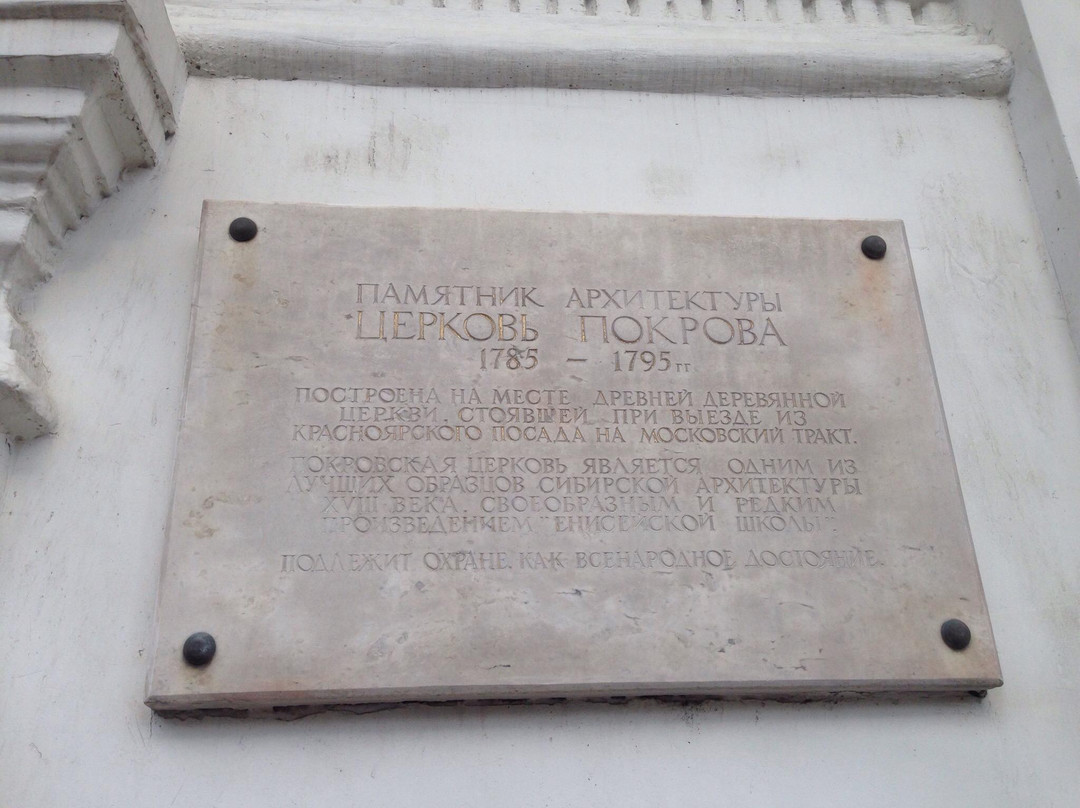 ПАМЯТНИК АРХИТЕКТУРЫ
ЦЕРКОВЬ ПОКРОВА
1785 – 1795 гг
ПОСТРОЕНА НА МЕСТЕ ДРЕВНЕЙ ДЕРЕВЯННОЙ
ЦЕРКВИ, СТОЯВШЕЙ ПРИ ВЫЕЗДЕ ИЗ
КРАСНОЯРСКОГО ПОСАДА НА МОСКОВСКИЙ ТРАКТ.
ПОКРОВСКАЯ ЦЕРКОВЬ ЯВЛЯЕТСЯ ОДНИМ ИЗ
ЛУЧШИХ ОБРАЗЦОВ СИБИРСКОЙ АРХИТЕКТУРЫ
XVIII ВЕКА, СВОЕОБРАЗНЫМ И РЕДКИМ
ПРОИЗВЕДЕНИЕМ "ЕНИСЕЙСКОЙ ШКОЛЫ".
ПОДЛЕЖИТ ОХРАНЕ, КАК ВСЕНАРОДНОЕ ДОСТОЯНИЕ.